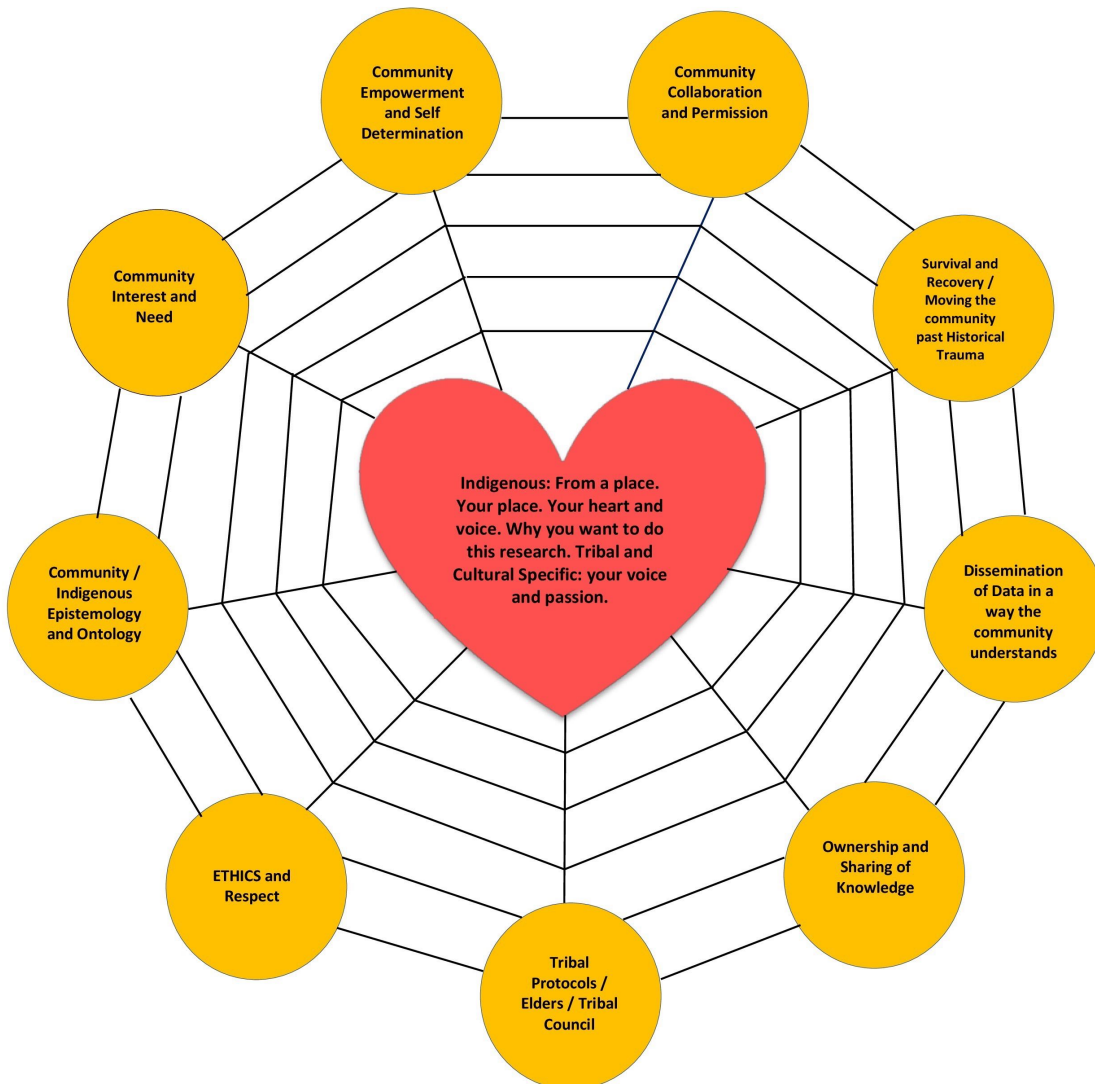 Community
Empowerment
and Self
Determination
Community
Collaboration
and Permission
Community
Interest and
Need
Survival and
Recovery /
Moving the
community
past Historical
Trauma
Indigenous: From a place.
Your place. Your heart and
voice. Why you want to do
this research. Tribal and
Cultural Specific: your voice
and passion.
Community /
Indigenous
Epistemology
and Ontology
Dissemination
of Data in a
way the
community
understands
ETHICS and
Respect
Ownership and
Sharing of
Knowledge
Tribal
Protocols /
Elders / Tribal
Council